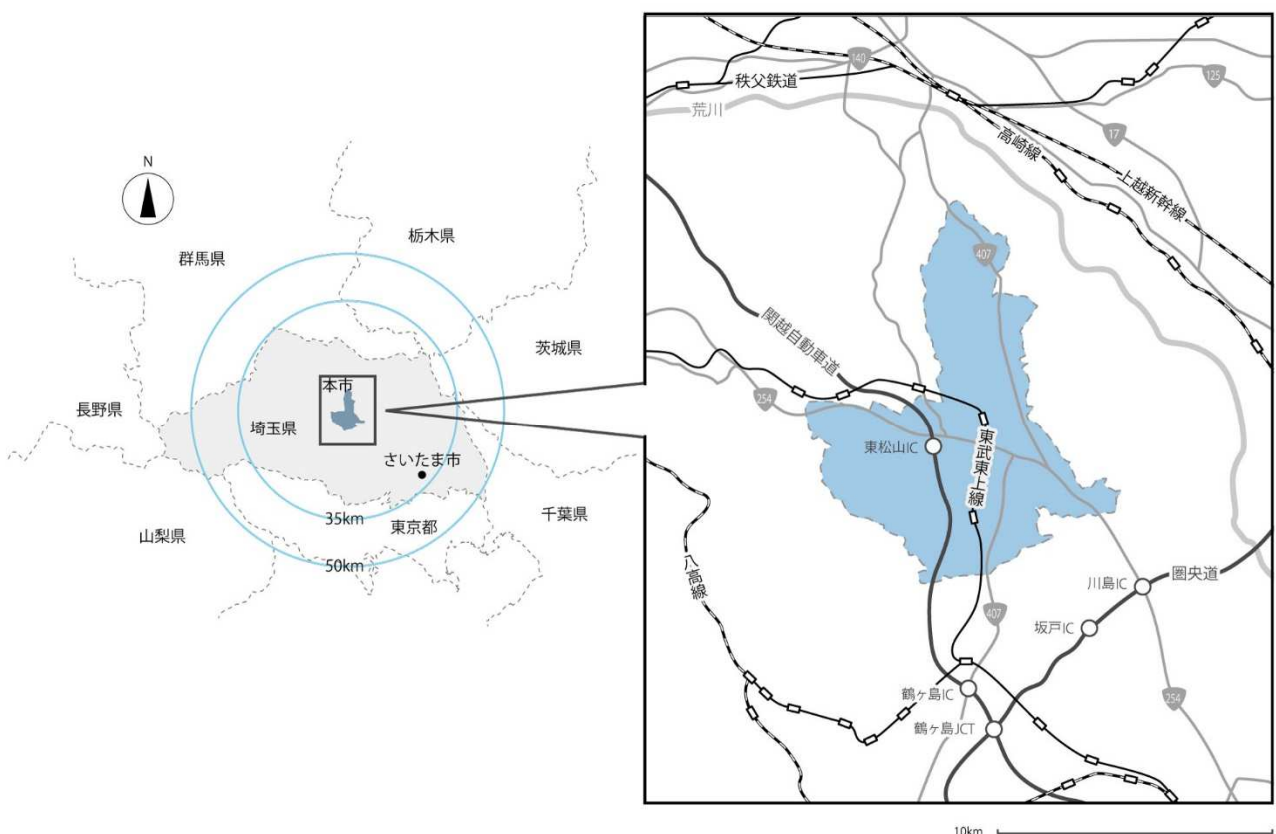 N
栃木県
群馬県
茨城県
本市
長野県
埼玉県
さいたま市
35km
東京都
千葉県
山梨県
50km
140
秩父鉄道
125
荒川
17
高崎線
上越新幹線
407
関越自動車道
254
東松山IC
東武東上線
八高線
圏央道
川島IC
407
坂戸IC
鶴ヶ島IC
254
鶴ヶ島JCT
10km